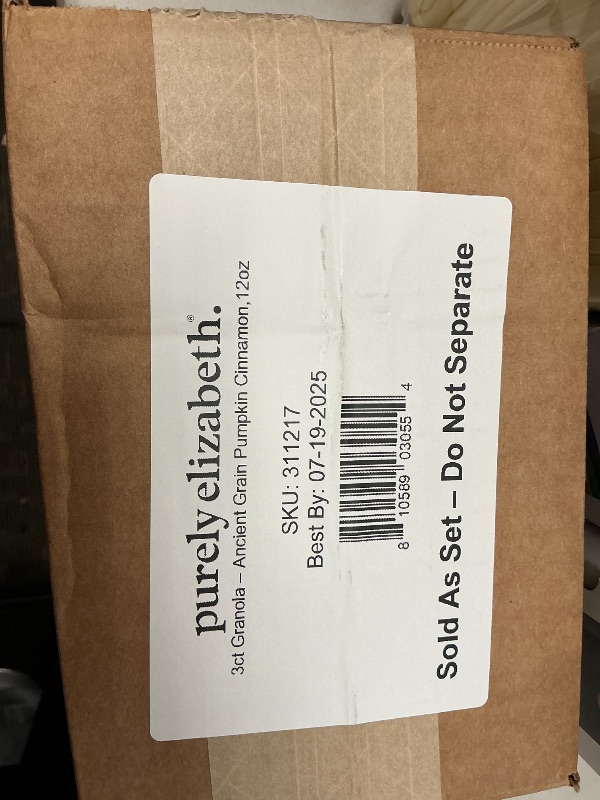 purely elizabeth.®
3ct Granola – Ancient Grain Pumpkin Cinnamon,12oz
SKU: 311217
Best By: 07-19-2025
8 10589 03055 4
Sold As Set – Do Not Separate